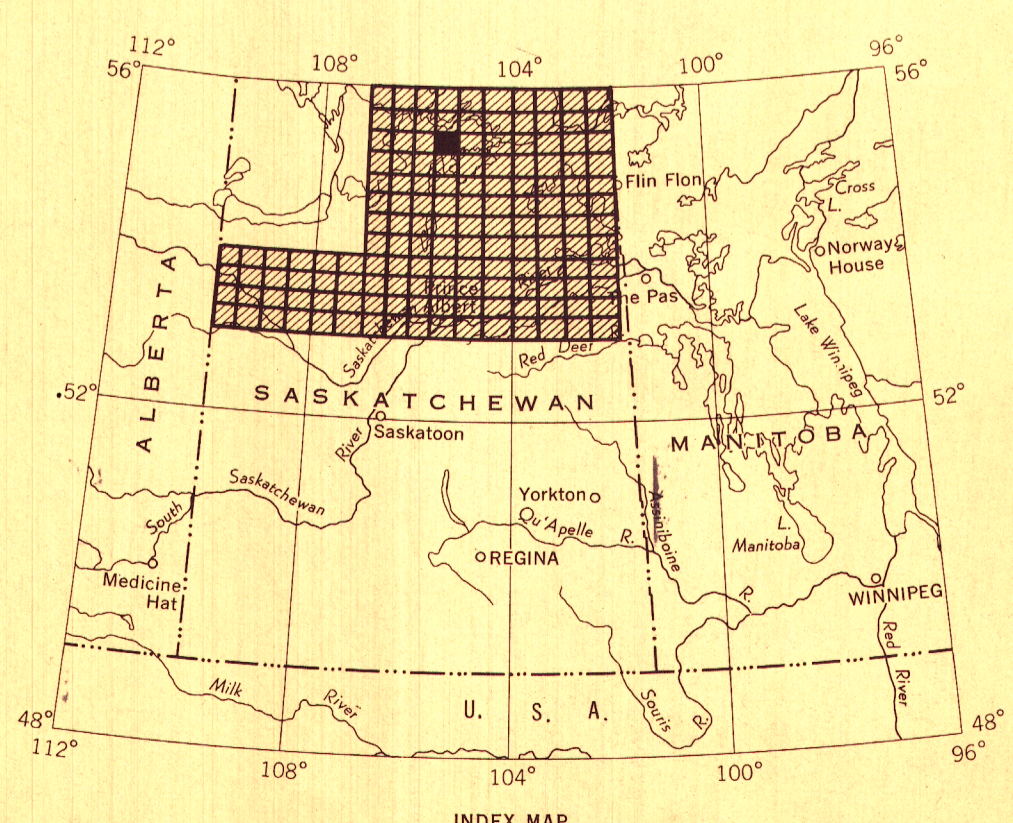 112°
108°
104°
100°
96°
56°
56°
Flin Flon
Cross
L.
Norway
House
Prince
Albert
The Pas
ALBERTA
Lake Winnipeg
Red Deer R.
52°
SASKATCHEWAN
52°
Saskatoon
River
MANITOBA
Saskatchewan
South
Yorkton
Qu'Apelle R.
Assiniboine
L.
Manitoba
REGINA
Medicine
Hat
R.
WINNIPEG
Red
River
Milk River
U. S. A.
Souris R.
48°
112°
108°
104°
100°
48°
96°
INDEX MAP